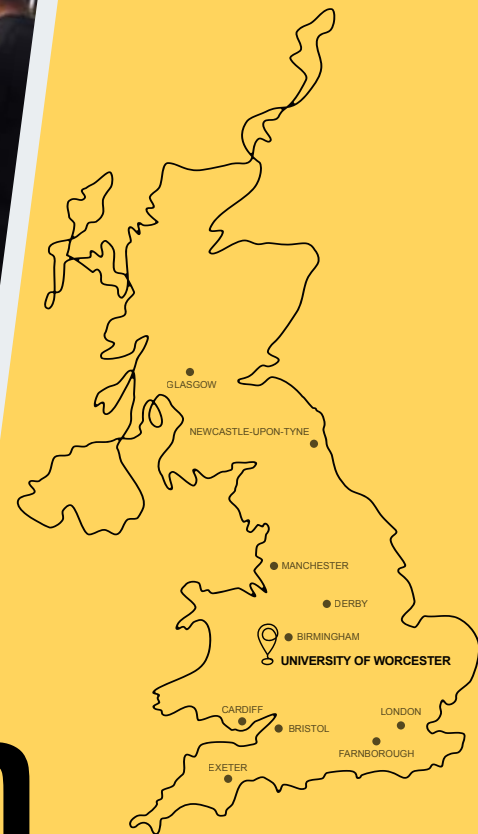 GLASGOW
NEWCASTLE-UPON-TYNE
MANCHESTER
DERBY
BIRMINGHAM
UNIVERSITY OF WORCESTER
CARDIFF
LONDON
BRISTOL
FARNBOROUGH
EXETER